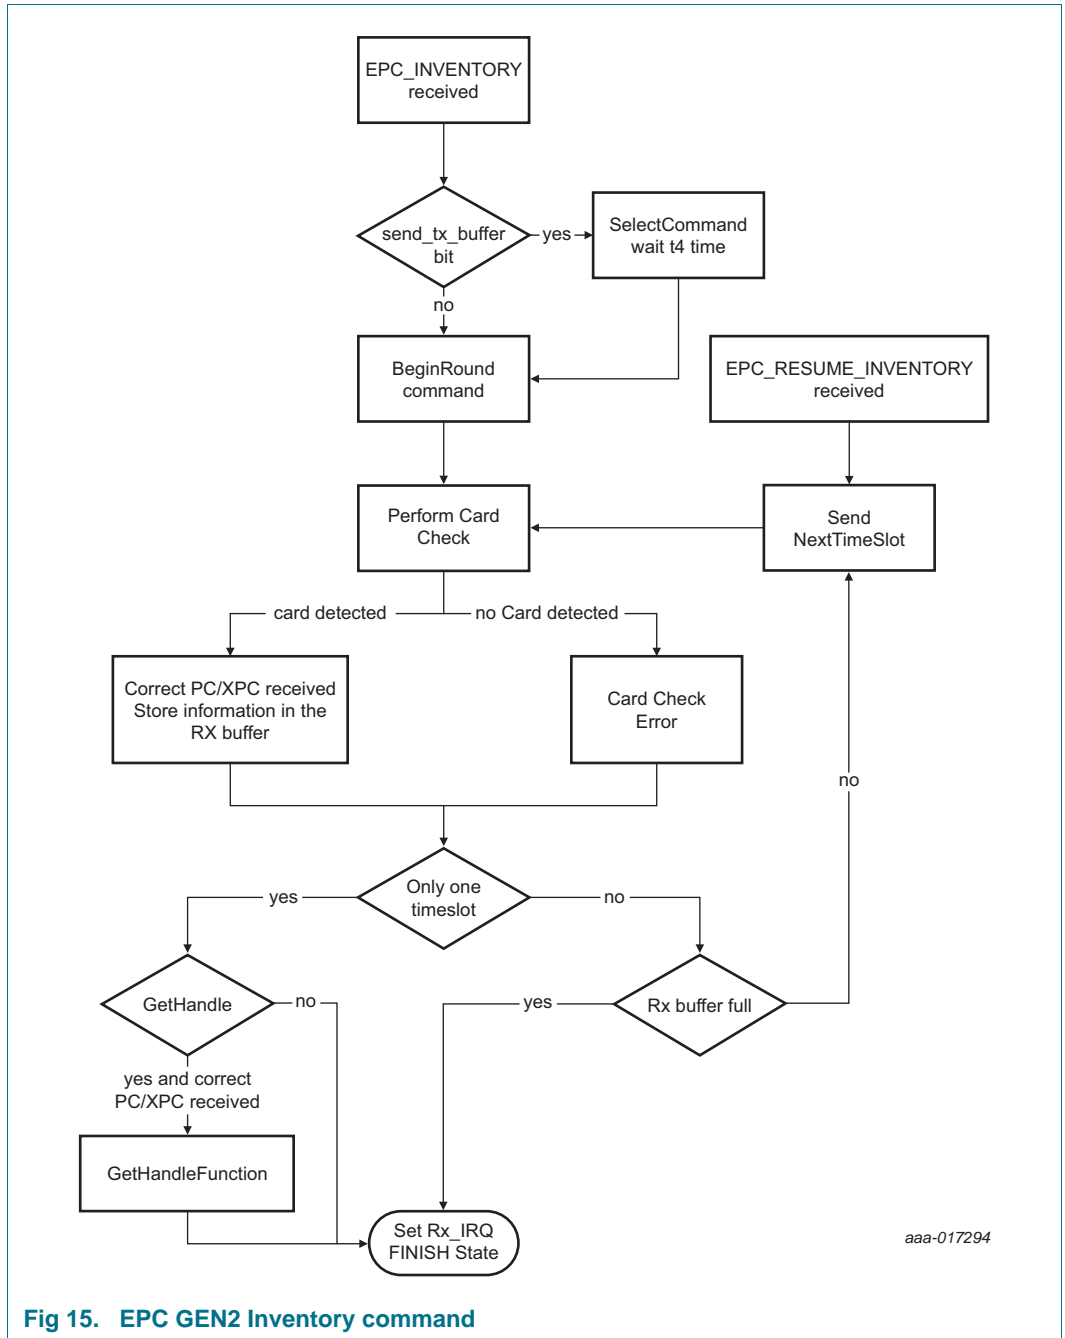 EPC_INVENTORY
received
send_tx_buffer
bit
yes
SelectCommand
wait t4 time
no
BeginRound
command
EPC_RESUME_INVENTORY
received
Perform Card
Check
Send
NextTimeSlot
card detected
no Card detected
Correct PC/XPC received
Store information in the
RX buffer
Card Check
Error
no
Only one
timeslot
yes
no
GetHandle
no
yes
Rx buffer full
yes and correct
PC/XPC received
GetHandleFunction
Set Rx_IRQ
FINISH State
aaa-017294
Fig 15. EPC GEN2 Inventory command